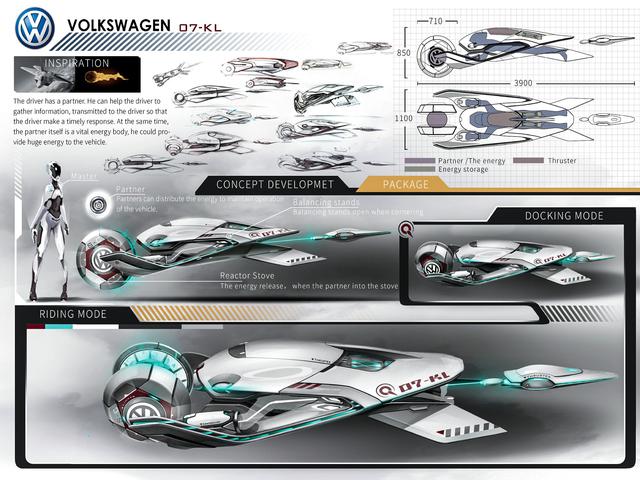 VOLKSWAGEN 07-KL
INSPIRATION
The driver has a partner. He can help the driver to
gather information, transmitted to the driver so that
the driver make a timely response. At the same time,
the partner itself is a vital energy body, he could pro-
vide huge energy to the vehicle.
710
850
3900
1100
Partner /The energy
Thruster
Energy storage
CONCEPT DEVELOPMET
PACKAGE
Master
Partner
Partners can distribute the energy to maintain operation
of the vehicle.
Balancing stands
Balancing stands open when cornering
07-KL
Reactor Stove
The energy release, when the partner into the stove
DOCKING MODE
07-KL
RIDING MODE
07-KL